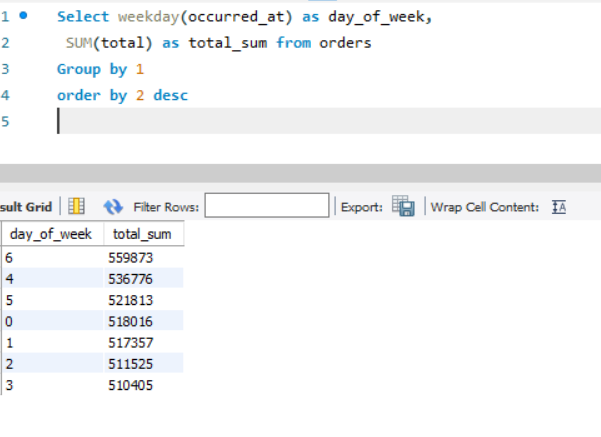 1 Select weekday(occurred_at) as day_of_week,
2 SUM(total) as total_sum from orders
3 Group by 1
4 order by 2 desc
5
sult Grid Filter Rows: Export: Wrap Cell Content: IA
day_of_week total_sum
6 559873
4 536776
5 521813
0 518016
1 517357
2 511525
3 510405